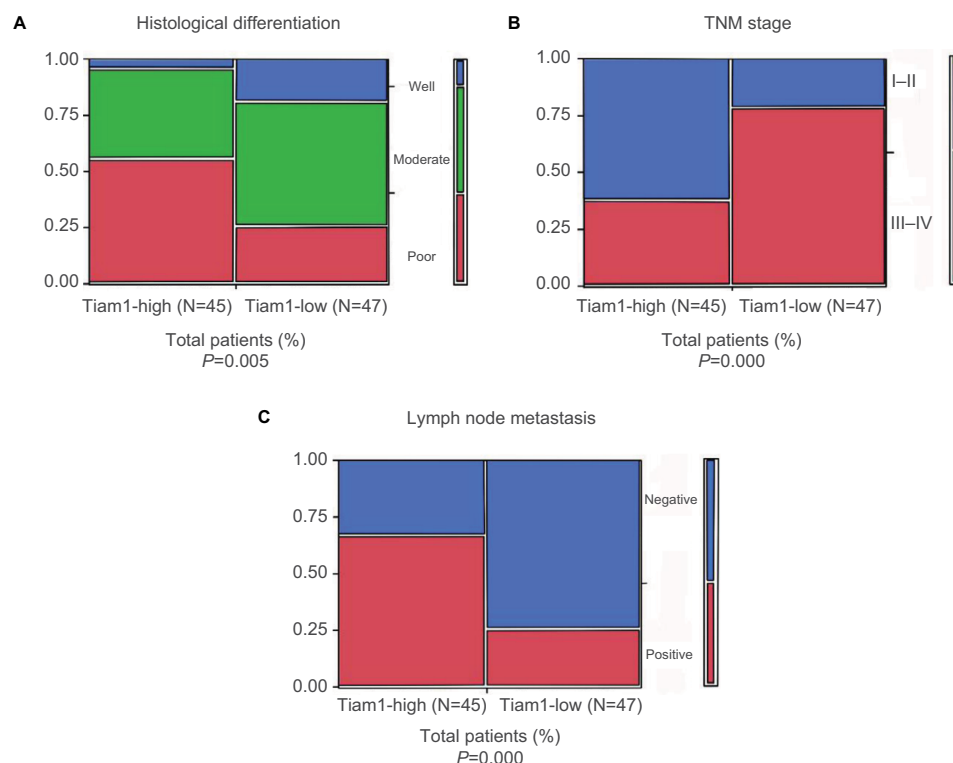 A
Histological differentiation
1.00
0.75
0.50
0.25
0.00
Well
Moderate
Poor
Tiam1-high (N=45)
Tiam1-low (N=47)
Total patients (%)
P=0.005
B
TNM stage
1.00
0.75
0.50
0.25
0.00
I–II
III–IV
Tiam1-high (N=45)
Tiam1-low (N=47)
Total patients (%)
P=0.000
C
Lymph node metastasis
1.00
0.75
0.50
0.25
0.00
Negative
Positive
Tiam1-high (N=45)
Tiam1-low (N=47)
Total patients (%)
P=0.000